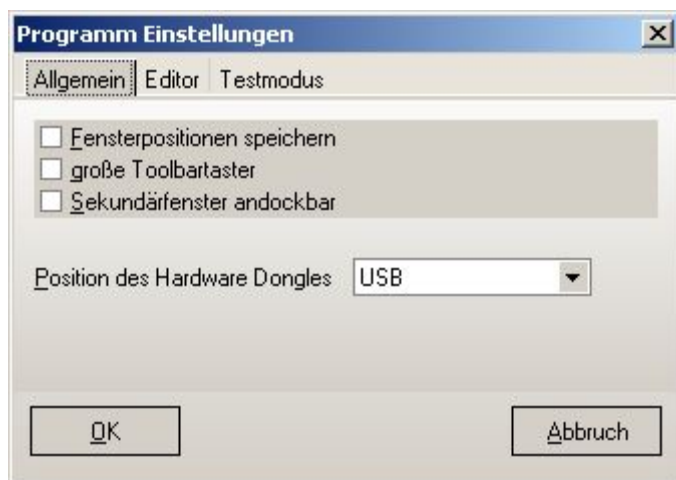 Programm Einstellungen
Allgemein Editor Testmodus
Fensterpositionen speichern
große Toolbartaster
Sekundärfenster andockbar
Position des Hardware Dongles USB
OK Abbruch